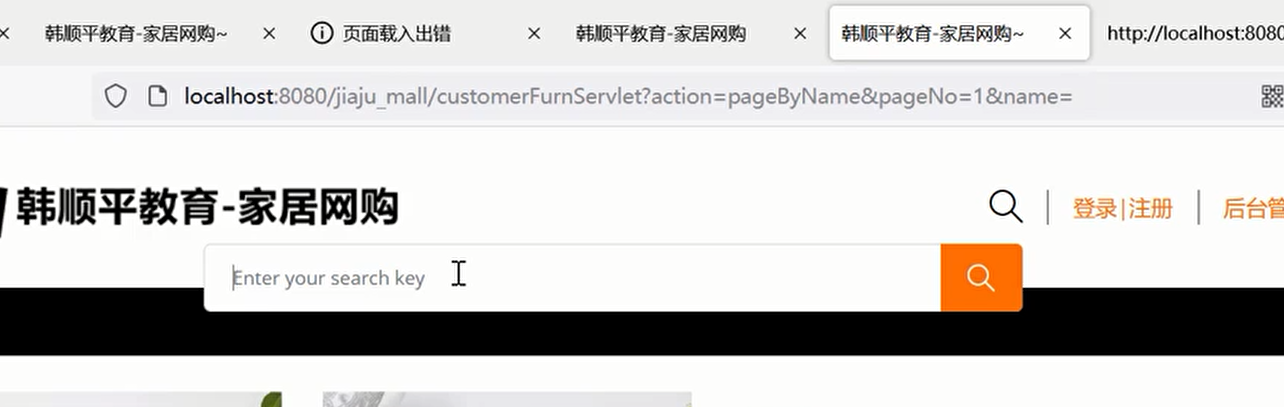 韩顺平教育-家居网购~
页面载入出错
韩顺平教育-家居网购
韩顺平教育-家居网购~
http://localhost:8080
localhost:8080/jiaju_mall/customerFurnServlet?action=pageByName&pageNo=1&name=
韩顺平教育-家居网购
登录|注册
后台管
Enter your search key